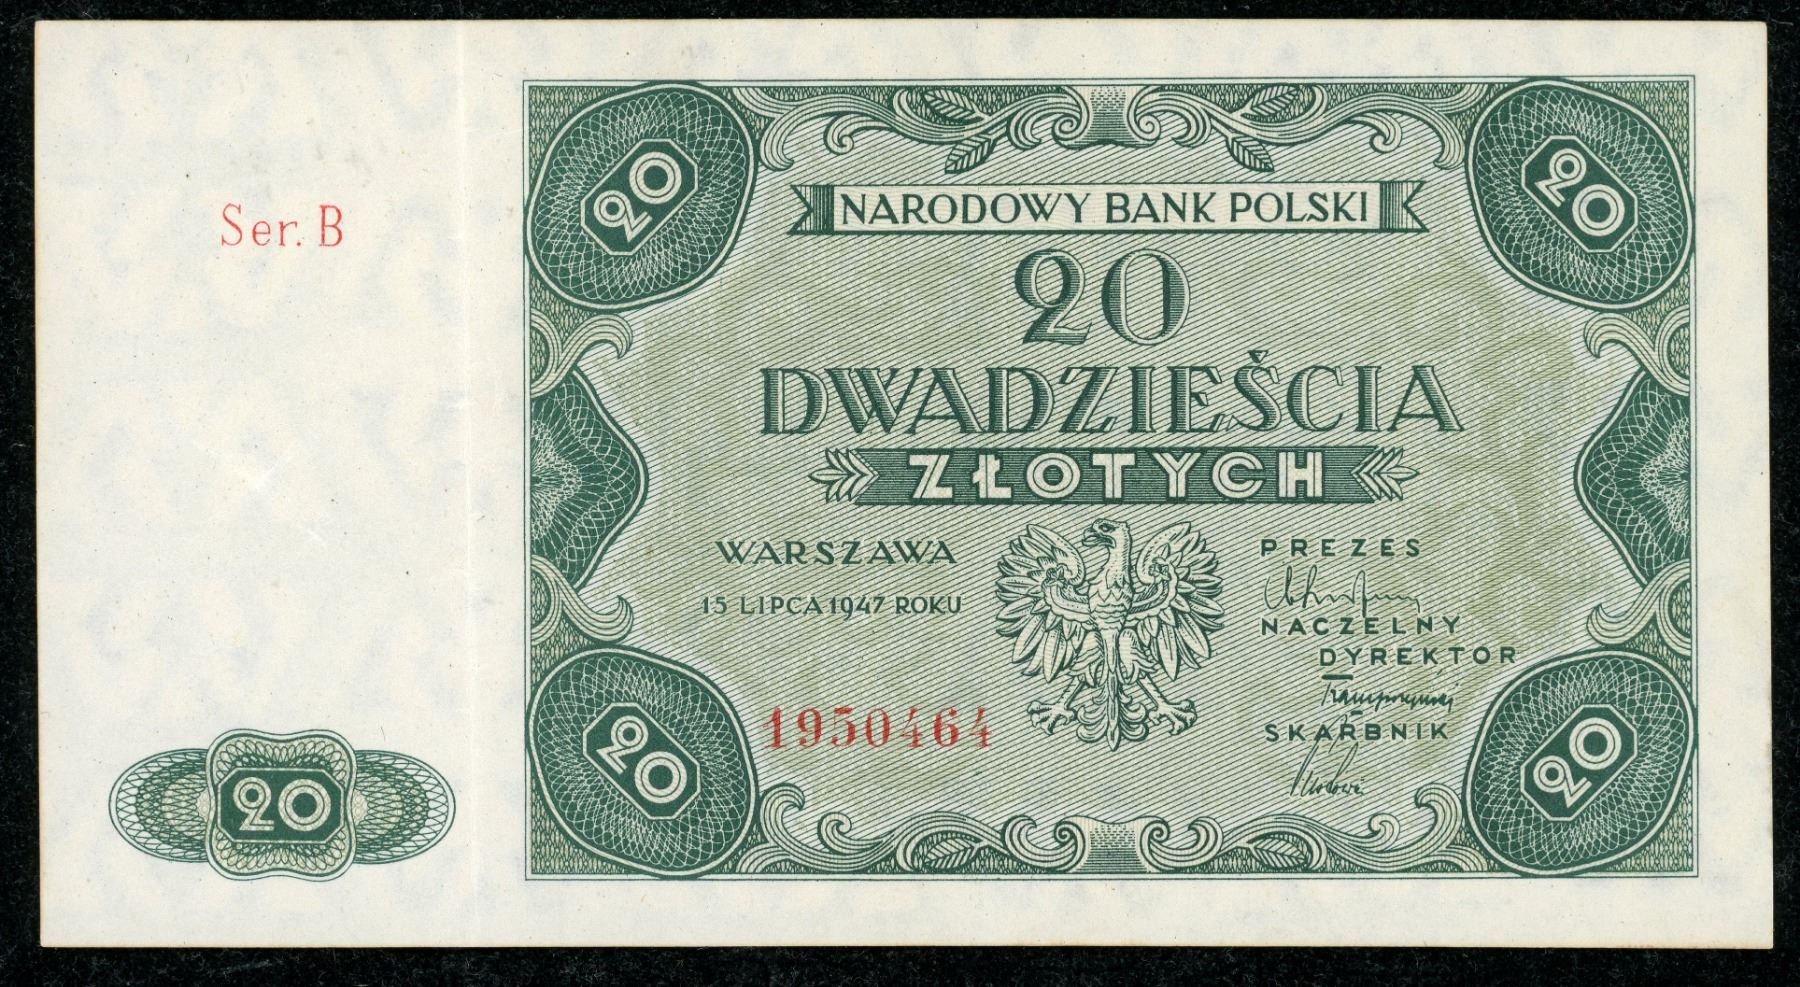 20
20
NARODOWY BANK POLSKI
Ser. B
20
DWADZIEŚCIA
ZŁOTYCH
WARSZAWA
15 LIPCA 1947 ROKU
PREZES
NACZELNY
DYREKTOR
SKARBNIK
1950464
20
20
20